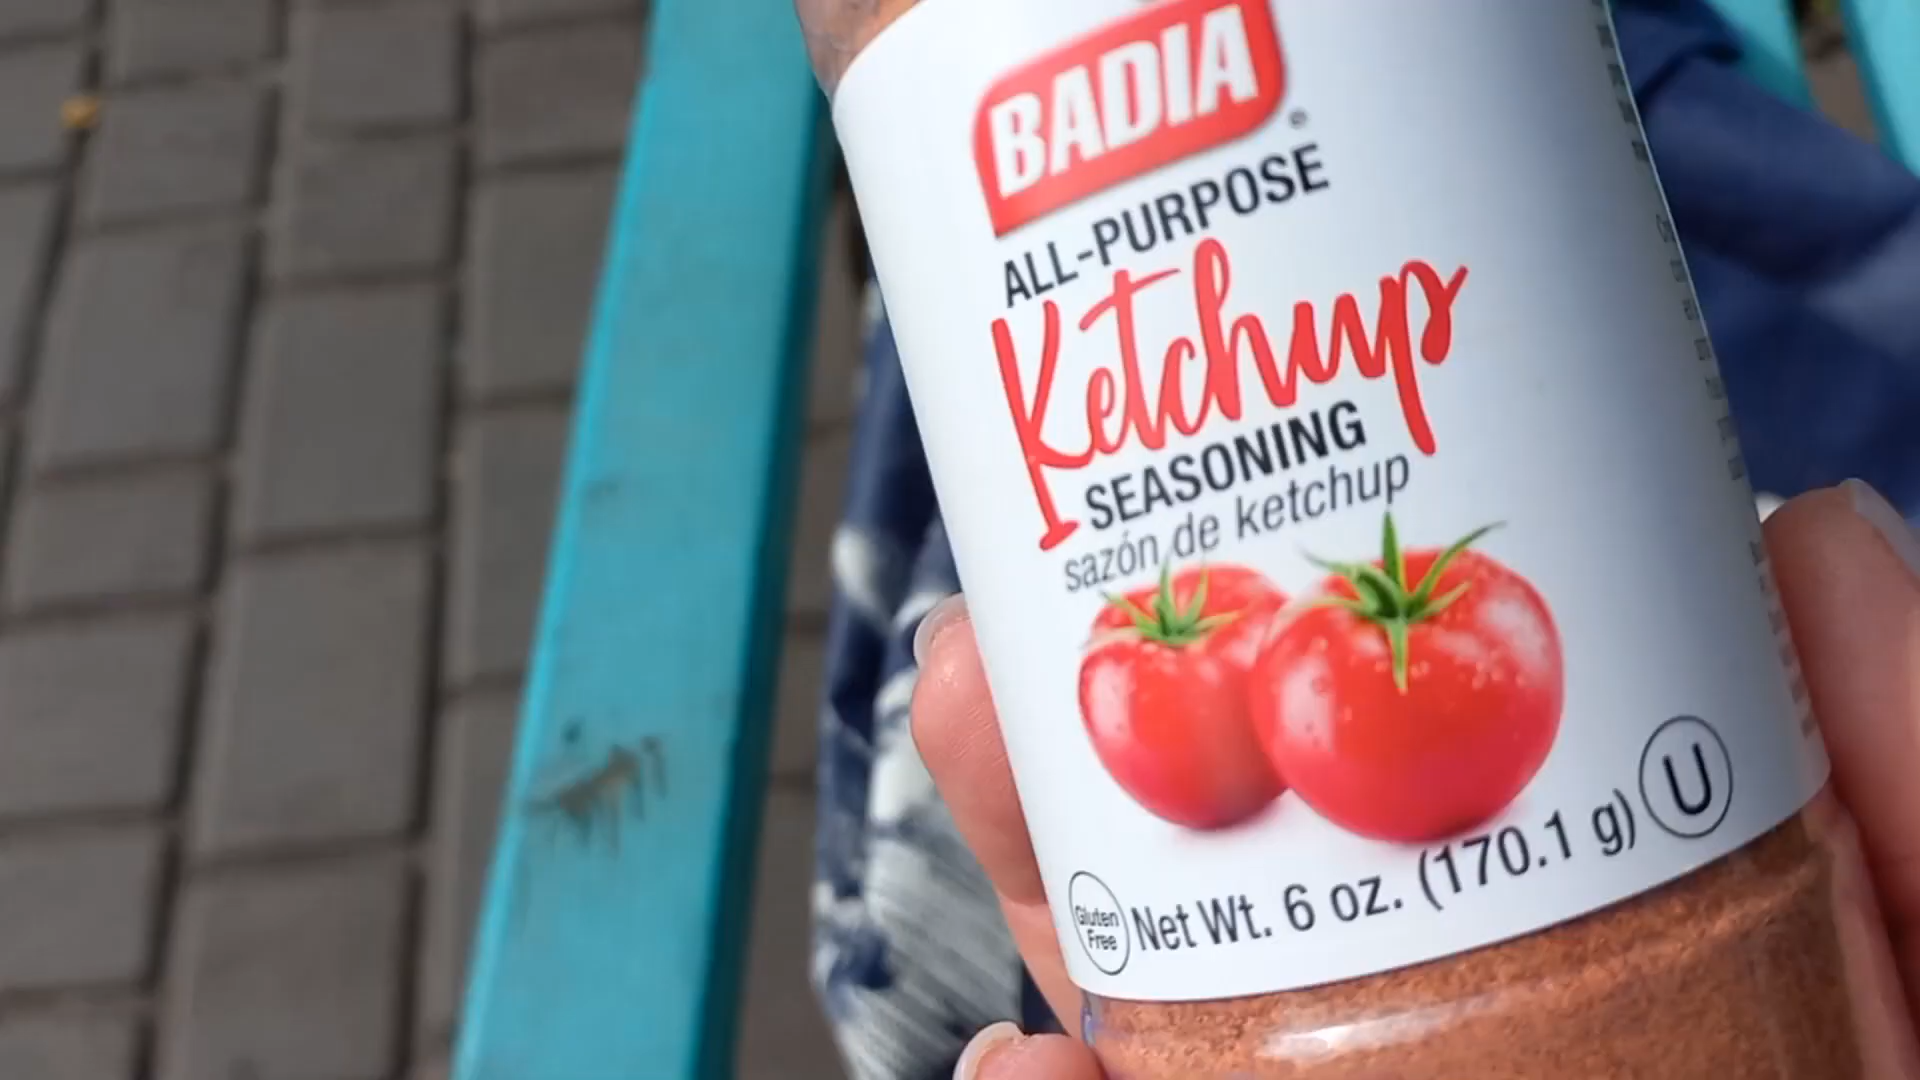 BADIA
ALL-PURPOSE
Ketchup
SEASONING
sazón de ketchup
Gluten
Free
Net Wt. 6 oz. (170.1 g)
U